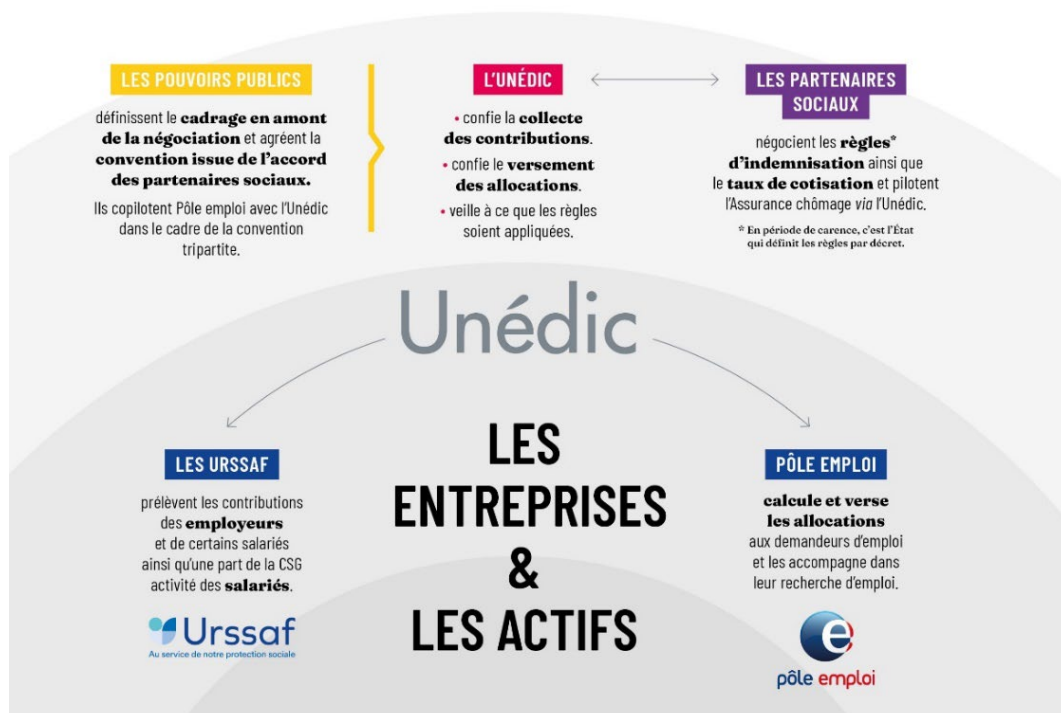 LES POUVOIRS PUBLICS
définissent le cadrage en amont
de la négociation et agréent la
convention issue de l'accord
des partenaires sociaux.
Ils copilotent Pôle emploi avec l'Unédic
dans le cadre de la convention
tripartite.
L'UNÉDIC
• confie la collecte
des contributions.
• confie le versement
des allocations.
• veille à ce que les règles
soient appliquées.
LES PARTENAIRES
SOCIAUX
négocient les règles*
d'indemnisation ainsi que
le taux de cotisation et pilotent
l'Assurance chômage via l'Unédic.
* En période de carence, c'est l'État
qui définit les règles par décret.
Unédic
LES URSSAF
prélèvent les contributions
des employeurs
et de certains salariés
ainsi qu'une part de la CSG
activité des salariés.
Urssaf
Au service de notre protection sociale
LES
ENTREPRISES
&
LES ACTIFS
PÔLE EMPLOI
calcule et verse
les allocations
aux demandeurs d'emploi
et les accompagne dans
leur recherche d'emploi.
e
pôle emploi